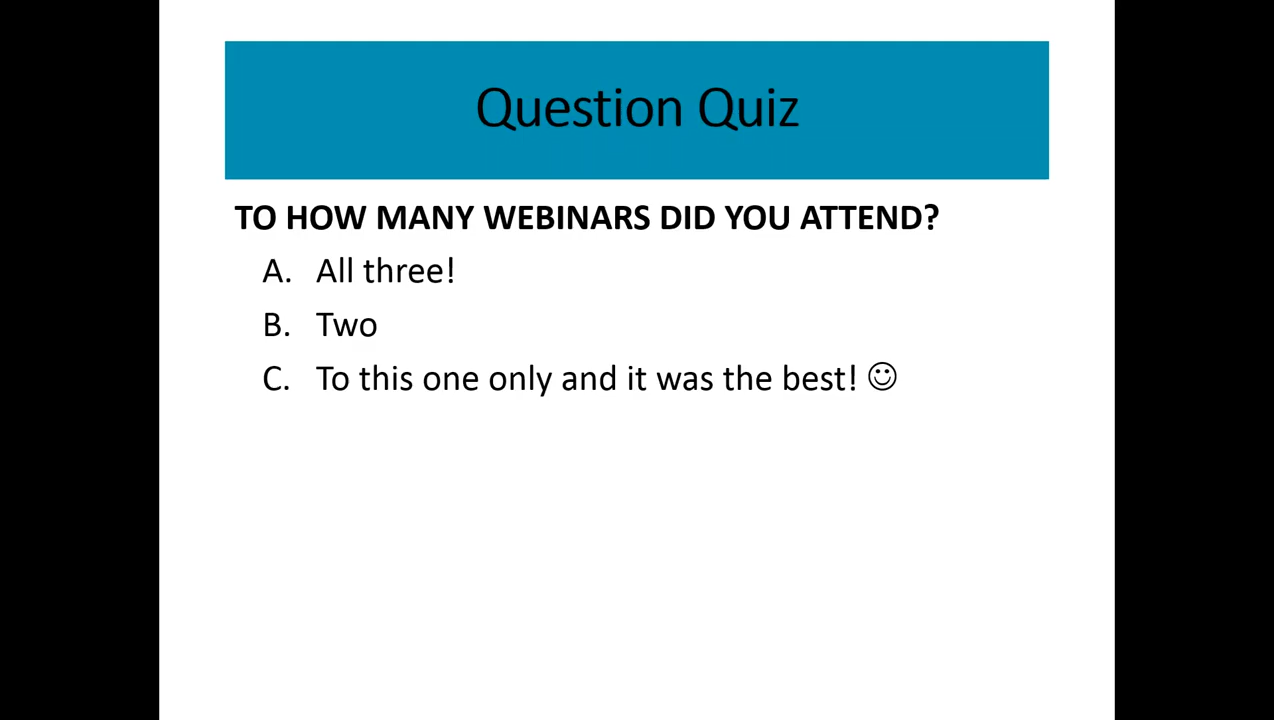 Question Quiz
TO HOW MANY WEBINARS DID YOU ATTEND?
A. All three!
B. Two
C. To this one only and it was the best! ☺